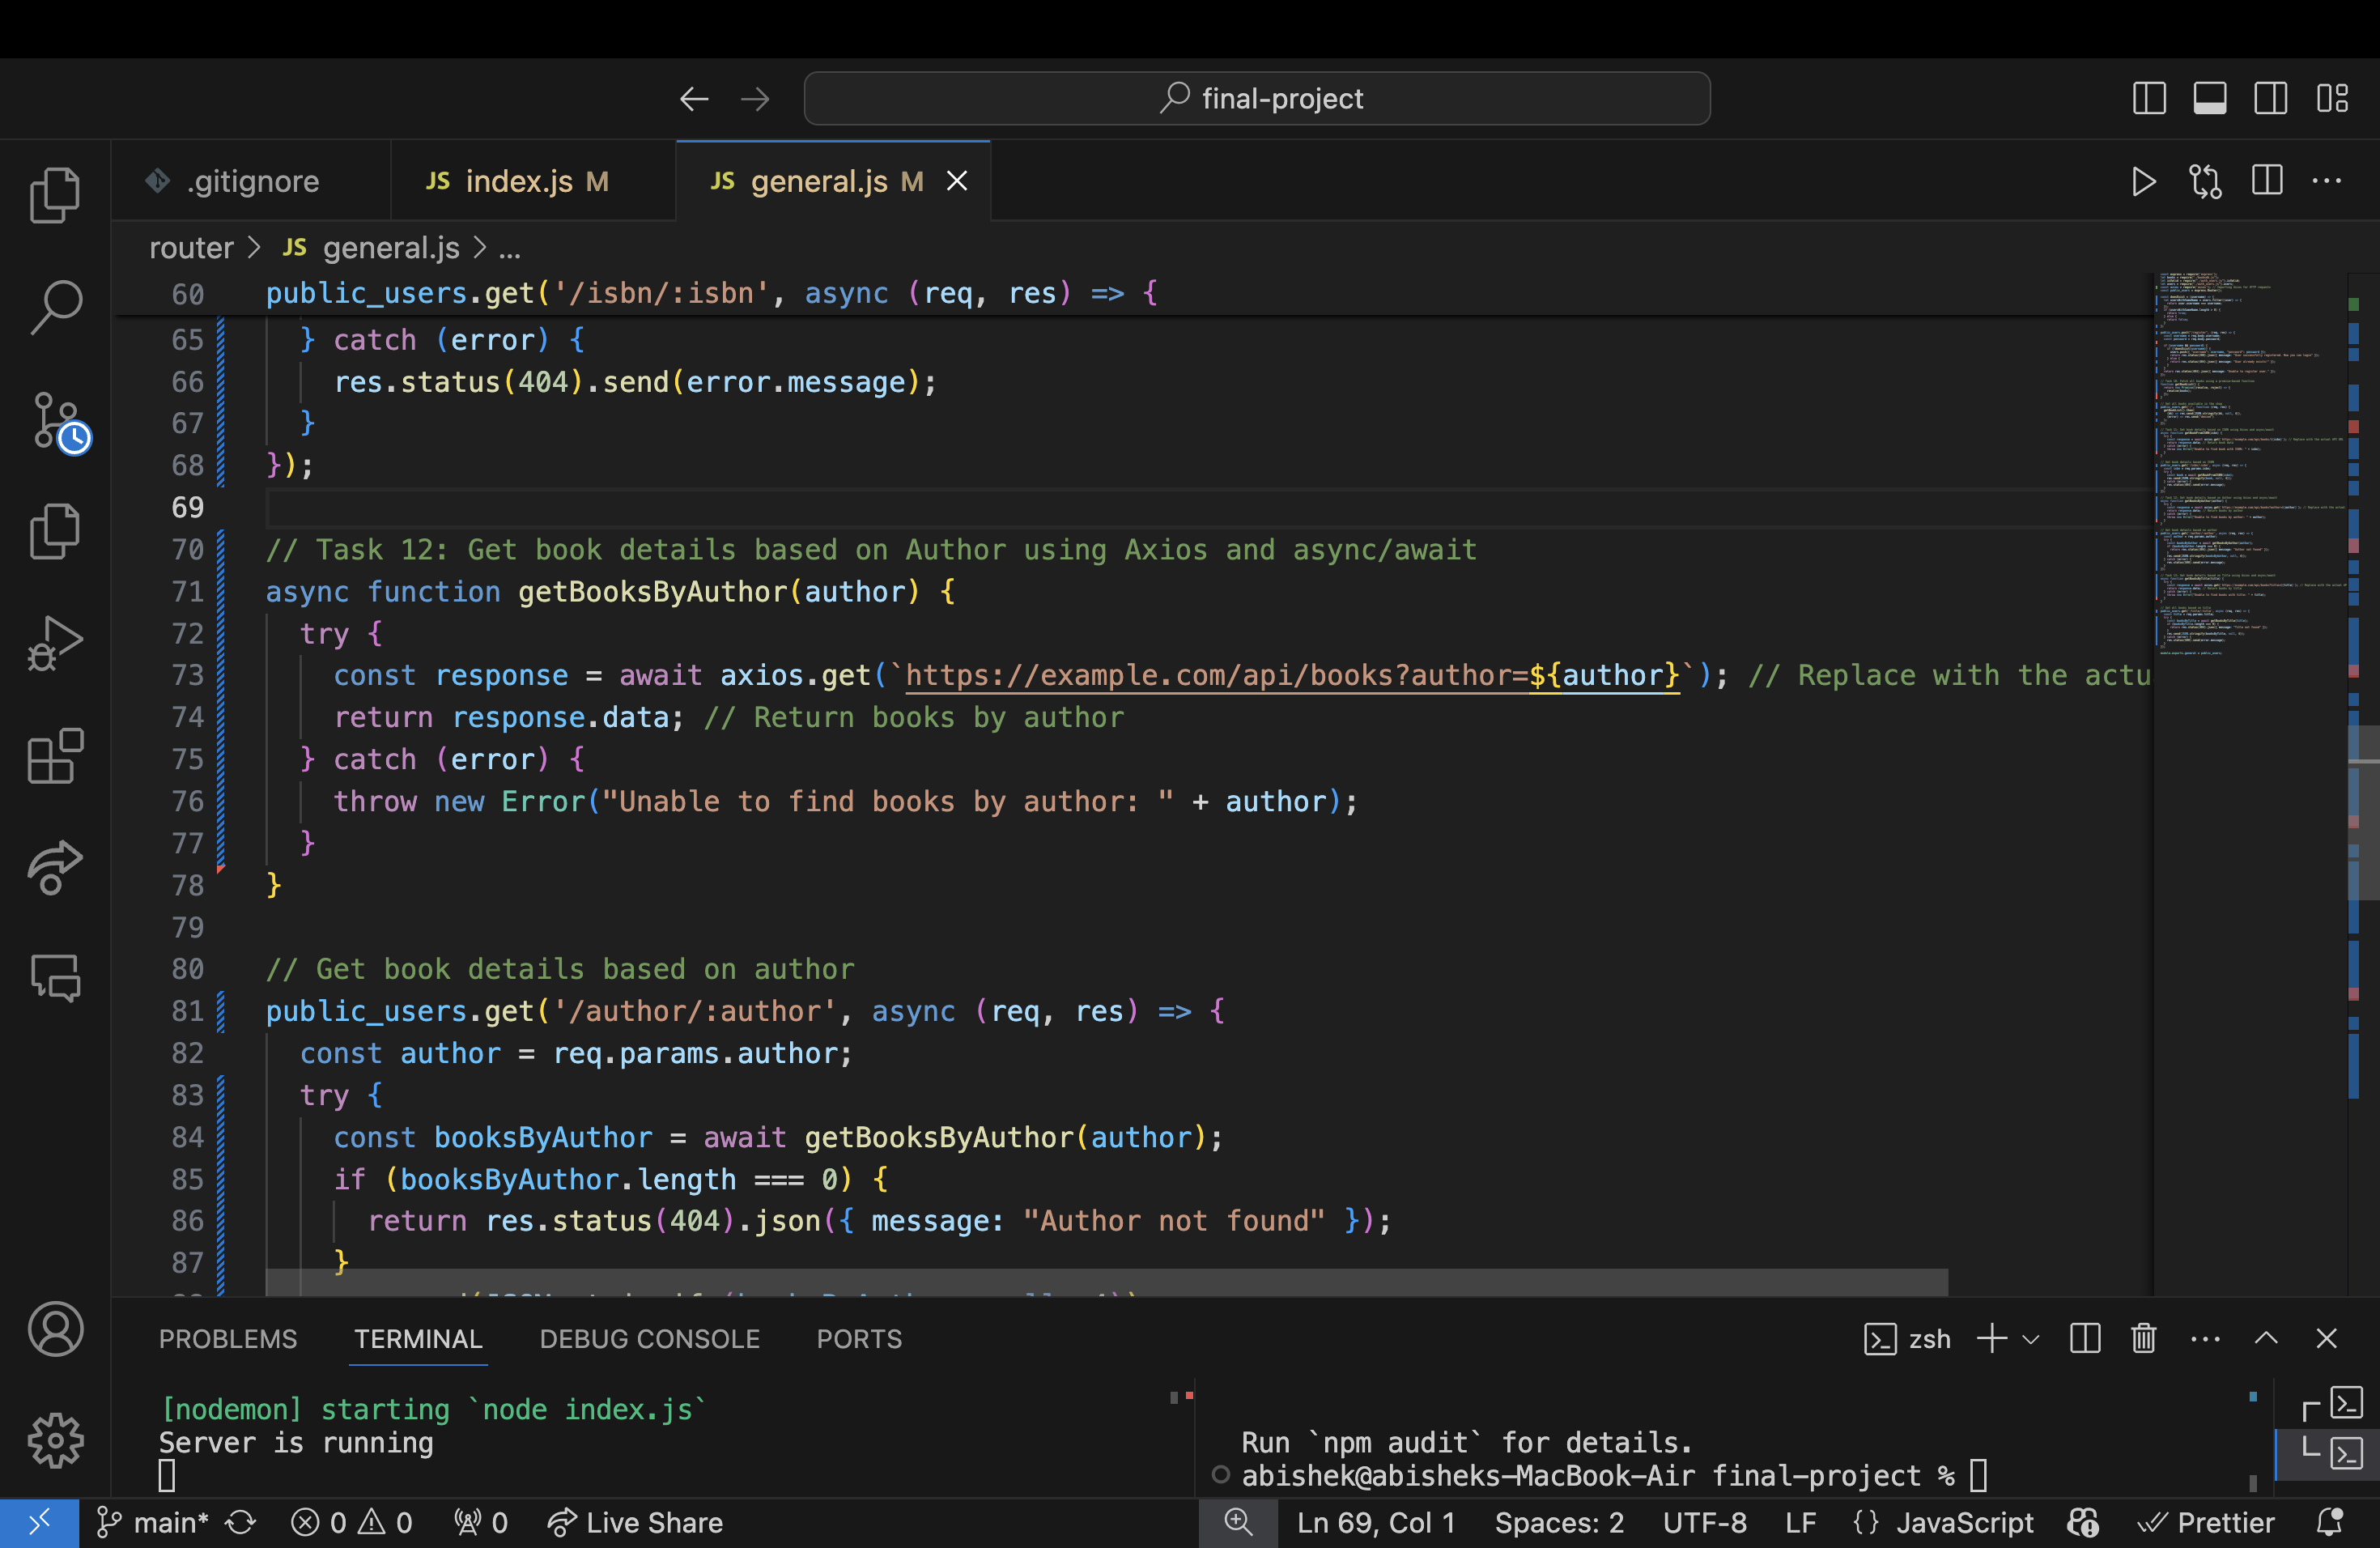 final-project
.gitignore
JS index.js M
JS general.js M
router > JS general.js > ...
60 public_users.get('/isbn/:isbn', async (req, res) => {
65 } catch (error) {
66 res.status(404).send(error.message);
67 }
68 });
69
70 // Task 12: Get book details based on Author using Axios and async/await
71 async function getBooksByAuthor(author) {
72 try {
73 const response = await axios.get(`https://example.com/api/books?author=${author}`); // Replace with the actu
74 return response.data; // Return books by author
75 } catch (error) {
76 throw new Error("Unable to find books by author: " + author);
77 }
78 }
79
80 // Get book details based on author
81 public_users.get('/author/:author', async (req, res) => {
82 const author = req.params.author;
83 try {
84 const booksByAuthor = await getBooksByAuthor(author);
85 if (booksByAuthor.length === 0) {
86 return res.status(404).json({ message: "Author not found" });
87 }
PROBLEMS TERMINAL DEBUG CONSOLE PORTS
zsh
[nodemon] starting `node index.js`
Server is running
Run `npm audit` for details.
abishek@abisheks-MacBook-Air final-project %
main* 0 0 0 Live Share
Ln 69, Col 1 Spaces: 2 UTF-8 LF {} JavaScript Prettier